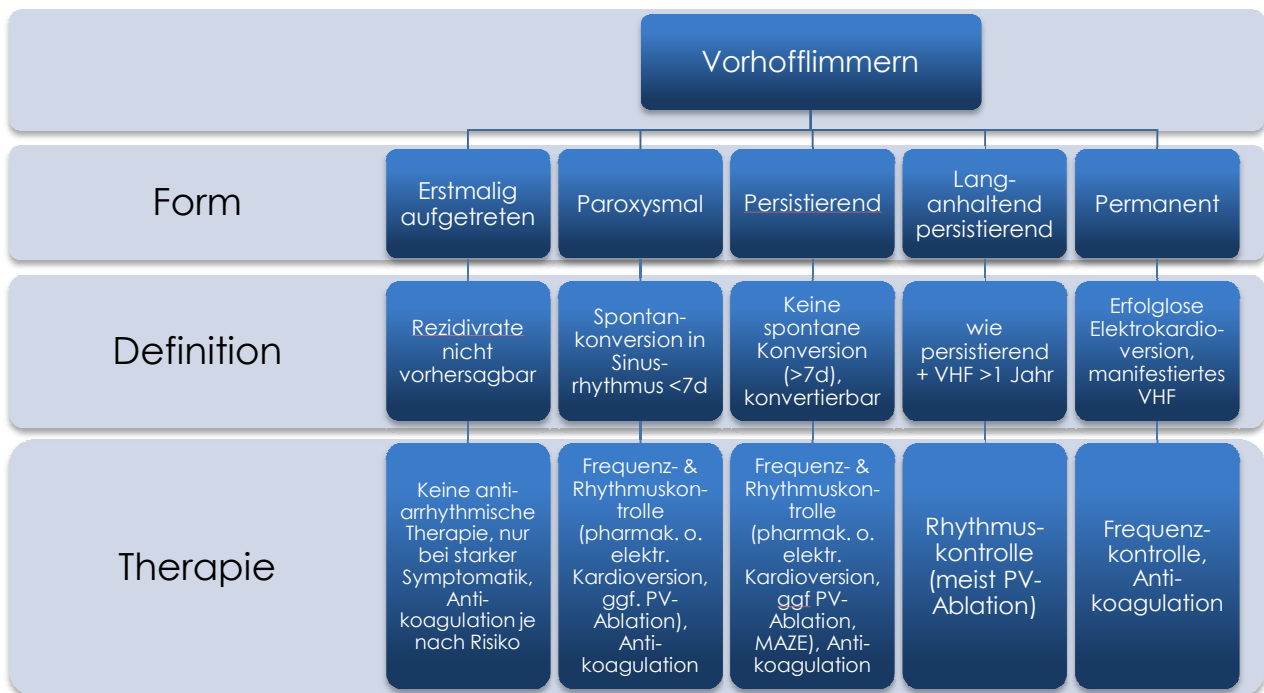 Vorhofflimmern
Form
Erstmalig
aufgetreten
Paroxysmal
Persistierend
Lang-
anhaltend
persistierend
Permanent
Definition
Rezidivrate
nicht
vorhersagbar
Spontan-
konversion in
Sinus-
rhythmus <7d
Keine
spontane
Konversion
(>7d),
konvertierbar
wie
persistierend
+ VHF >1 Jahr
Erfolglose
Elektrokardio-
version,
manifestiertes
VHF
Therapie
Keine anti-
arrhythmische
Therapie, nur
bei starker
Symptomatik,
Anti-
koagulation je
nach Risiko
Frequenz- &
Rhythmuskon-
trolle
(pharmak. o.
elektr.
Kardioversion,
ggf. PV-
Ablation),
Anti-
koagulation
Frequenz- &
Rhythmuskon-
trolle
(pharmak. o.
elektr.
Kardioversion,
ggf PV-
Ablation,
MAZE), Anti-
koagulation
Rhythmus-
kontrolle
(meist PV-
Ablation)
Frequenz-
kontrolle,
Anti-
koagulation